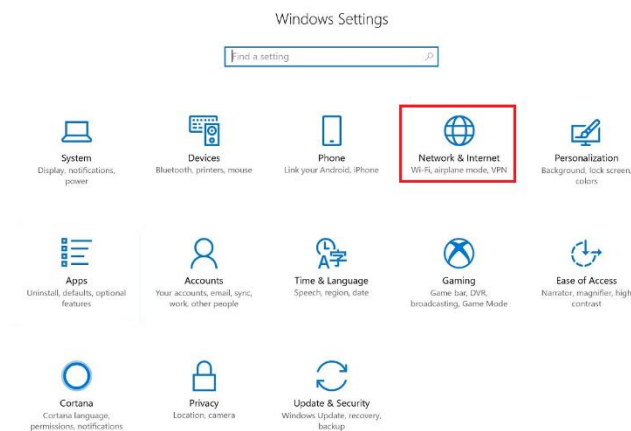 Windows Settings
Find a setting
System
Display, notifications,
power
Devices
Bluetooth, printers, mouse
Phone
Link your Android, iPhone
Network & Internet
Wi-Fi, airplane mode, VPN
Personalization
Background, lock screen,
colors
Apps
Uninstall, defaults, optional
features
Accounts
Your accounts, email, sync,
work, other people
Time & Language
Speech, region, date
Gaming
Game bar, DVR,
broadcasting, Game Mode
Ease of Access
Narrator, magnifier, high
contrast
Cortana
Cortana language,
permissions, notifications
Privacy
Location, camera
Update & Security
Windows Update, recovery,
backup